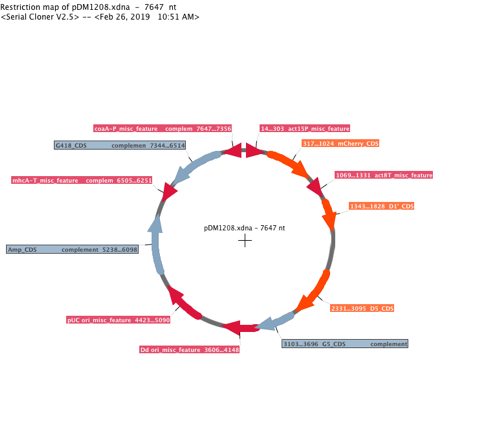 Restriction map of pDM1208.xdna - 7647 nt
<Serial Cloner V2.5> -- <Feb 26, 2019 10:51 AM>
coaA-P_misc_feature complem 7647..7356
14...303 act15P_misc_feature
G418_CDS complemen 7344..6514
317...1024 mCherry_CDS
mhcA-T_misc_feature complem 6505..6251
1069...1331 act8T_misc_feature
1343...1828 D1'_CDS
pDM1208.xdna - 7647 nt
Amp_CDS complement 5238..6098
2331...3095 D5_CDS
pUC ori_misc_feature 4423..5090
3103...3696 G5_CDS complement
Dd ori_misc_feature 3606..4148